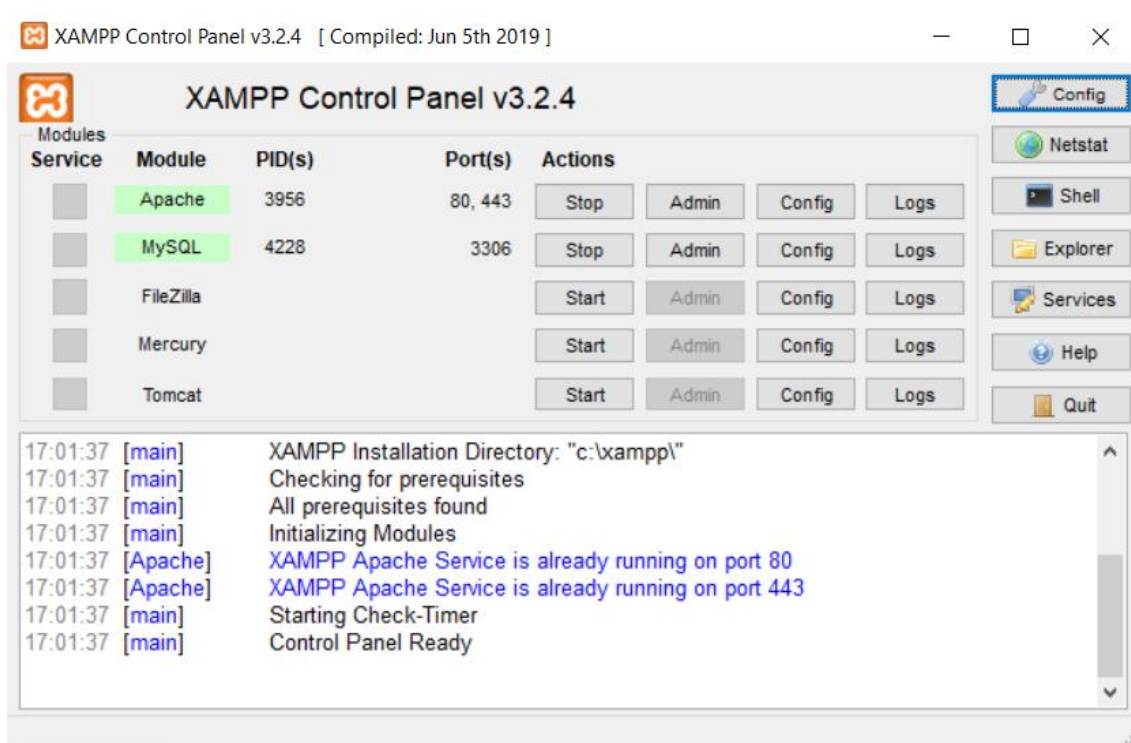 XAMPP Control Panel v3.2.4 [ Compiled: Jun 5th 2019 ]
XAMPP Control Panel v3.2.4
Config
Modules
Service Module PID(s) Port(s) Actions
Netstat
Apache 3956 80, 443 Stop Admin Config Logs
Shell
MySQL 4228 3306 Stop Admin Config Logs
Explorer
FileZilla Start Admin Config Logs
Services
Mercury Start Admin Config Logs
Help
Tomcat Start Admin Config Logs
Quit
17:01:37 [main] XAMPP Installation Directory: "c:\xampp\"
17:01:37 [main] Checking for prerequisites
17:01:37 [main] All prerequisites found
17:01:37 [main] Initializing Modules
17:01:37 [Apache] XAMPP Apache Service is already running on port 80
17:01:37 [Apache] XAMPP Apache Service is already running on port 443
17:01:37 [main] Starting Check-Timer
17:01:37 [main] Control Panel Ready